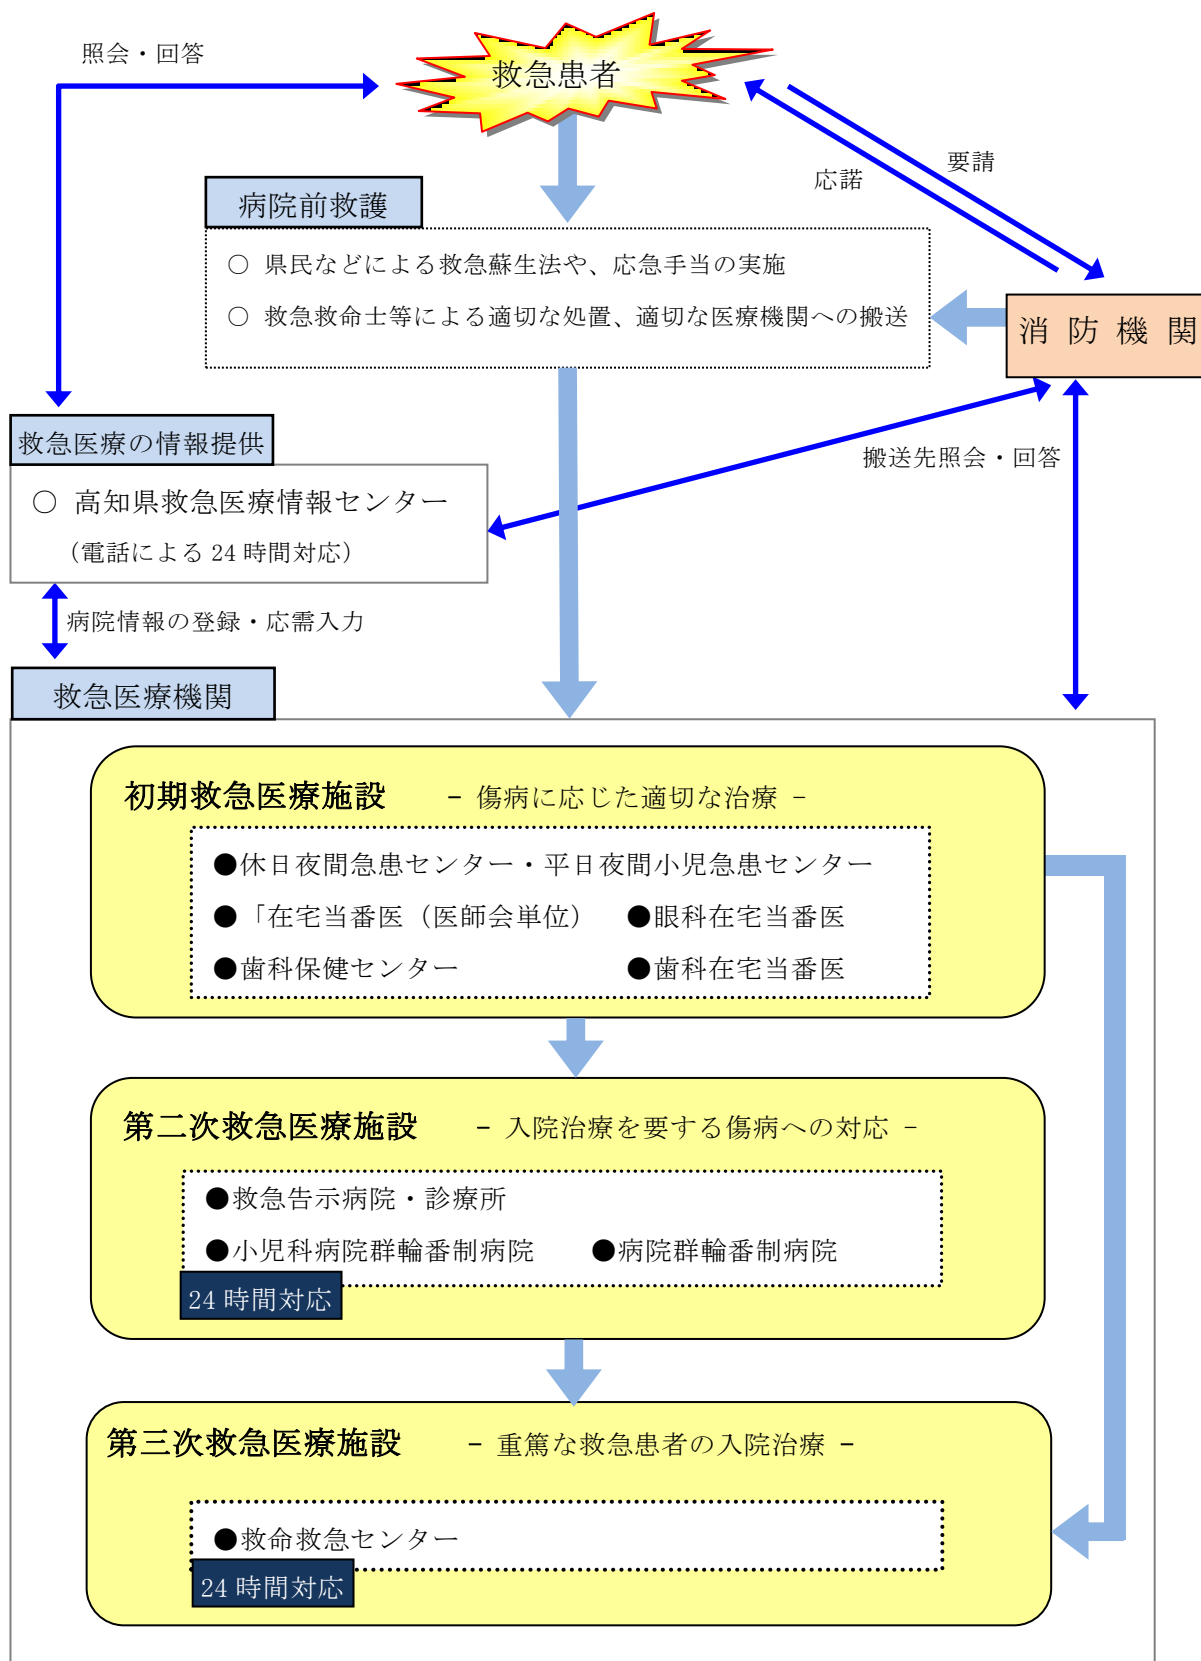 照会・回答
救急患者
要請
応諾
病院前救護
○ 県民などによる救急蘇生法や、応急手当の実施
○ 救急救命士等による適切な処置、適切な医療機関への搬送
消防機関
救急医療の情報提供
搬送先照会・回答
○ 高知県救急医療情報センター
（電話による 24 時間対応）
病院情報の登録・応需入力
救急医療機関
初期救急医療施設 － 傷病に応じた適切な治療 －
●休日夜間急患センター・平日夜間小児急患センター
●「在宅当番医（医師会単位） ●眼科在宅当番医
●歯科保健センター ●歯科在宅当番医
第二次救急医療施設 － 入院治療を要する傷病への対応 －
●救急告示病院・診療所
●小児科病院群輪番制病院 ●病院群輪番制病院
24 時間対応
第三次救急医療施設 － 重篤な救急患者の入院治療 －
●救命救急センター
24 時間対応